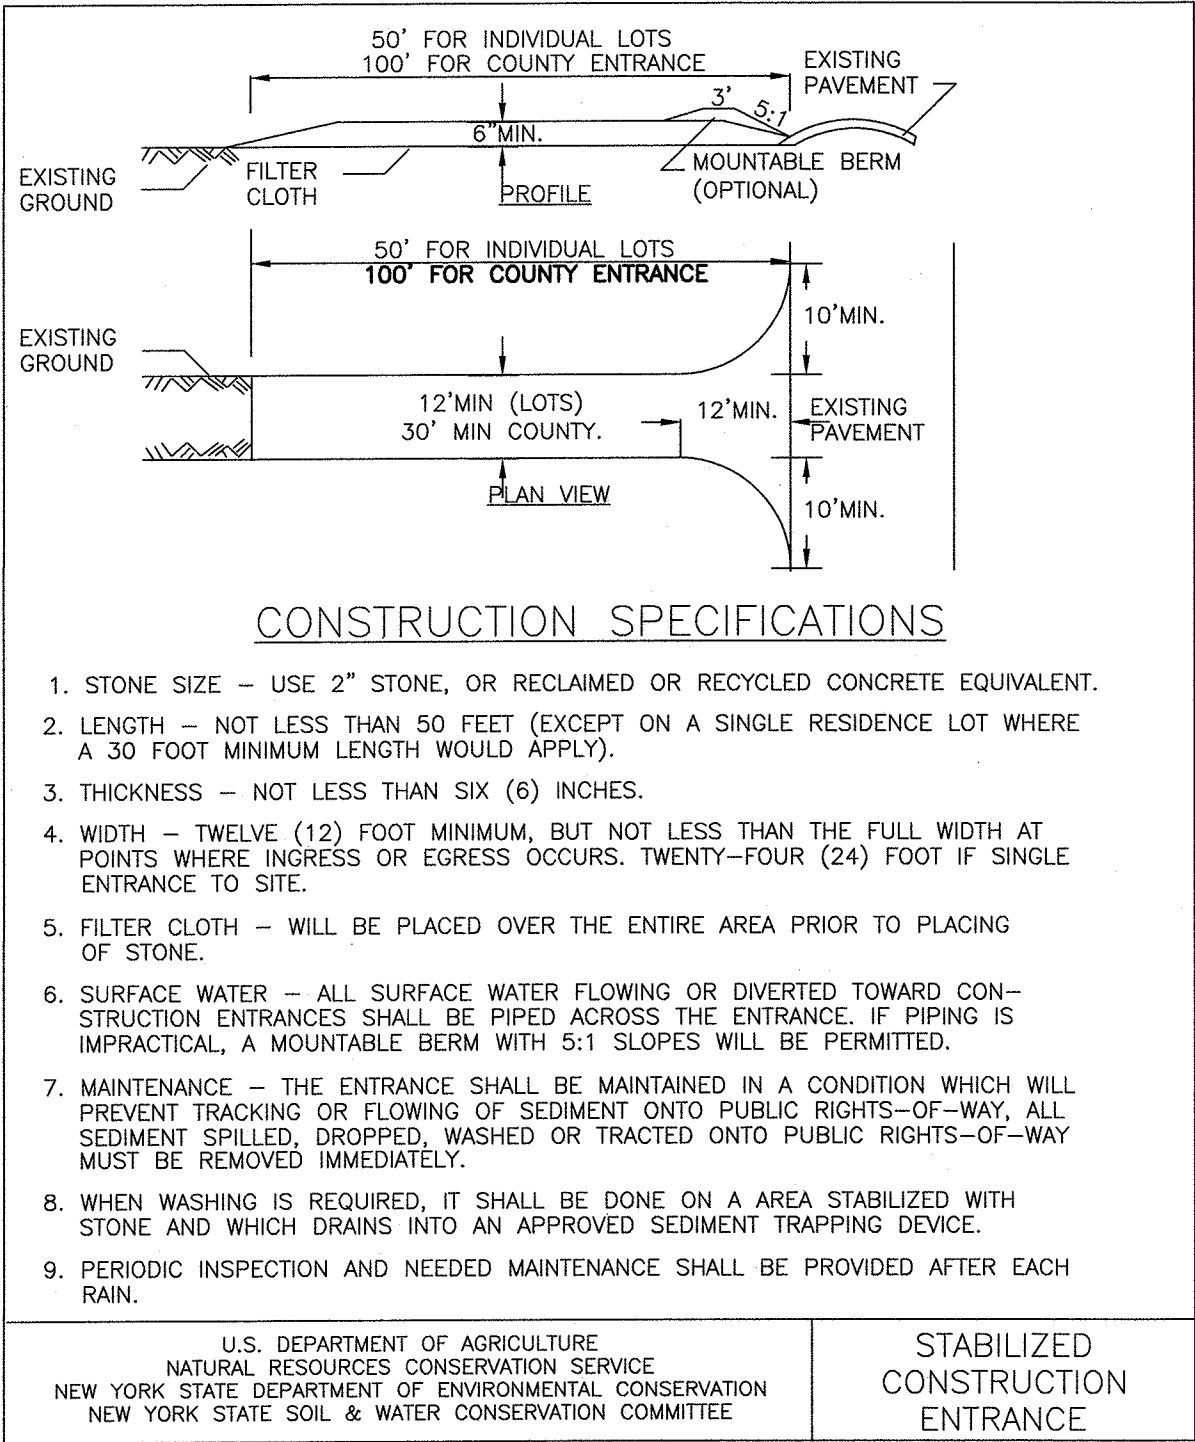 50' FOR INDIVIDUAL LOTS
100' FOR COUNTY ENTRANCE
EXISTING
PAVEMENT
3'
5:1
6"MIN.
EXISTING
GROUND
FILTER
CLOTH
PROFILE
MOUNTABLE BERM
(OPTIONAL)
50' FOR INDIVIDUAL LOTS
100' FOR COUNTY ENTRANCE
10'MIN.
EXISTING
GROUND
12'MIN (LOTS)
30' MIN COUNTY.
12'MIN.
EXISTING
PAVEMENT
PLAN VIEW
10'MIN.
CONSTRUCTION SPECIFICATIONS
1. STONE SIZE – USE 2" STONE, OR RECLAIMED OR RECYCLED CONCRETE EQUIVALENT.
2. LENGTH – NOT LESS THAN 50 FEET (EXCEPT ON A SINGLE RESIDENCE LOT WHERE
A 30 FOOT MINIMUM LENGTH WOULD APPLY).
3. THICKNESS – NOT LESS THAN SIX (6) INCHES.
4. WIDTH – TWELVE (12) FOOT MINIMUM, BUT NOT LESS THAN THE FULL WIDTH AT
POINTS WHERE INGRESS OR EGRESS OCCURS. TWENTY–FOUR (24) FOOT IF SINGLE
ENTRANCE TO SITE.
5. FILTER CLOTH – WILL BE PLACED OVER THE ENTIRE AREA PRIOR TO PLACING
OF STONE.
6. SURFACE WATER – ALL SURFACE WATER FLOWING OR DIVERTED TOWARD CON–
STRUCTION ENTRANCES SHALL BE PIPED ACROSS THE ENTRANCE. IF PIPING IS
IMPRACTICAL, A MOUNTABLE BERM WITH 5:1 SLOPES WILL BE PERMITTED.
7. MAINTENANCE – THE ENTRANCE SHALL BE MAINTAINED IN A CONDITION WHICH WILL
PREVENT TRACKING OR FLOWING OF SEDIMENT ONTO PUBLIC RIGHTS–OF–WAY, ALL
SEDIMENT SPILLED, DROPPED, WASHED OR TRACTED ONTO PUBLIC RIGHTS–OF–WAY
MUST BE REMOVED IMMEDIATELY.
8. WHEN WASHING IS REQUIRED, IT SHALL BE DONE ON A AREA STABILIZED WITH
STONE AND WHICH DRAINS INTO AN APPROVED SEDIMENT TRAPPING DEVICE.
9. PERIODIC INSPECTION AND NEEDED MAINTENANCE SHALL BE PROVIDED AFTER EACH
RAIN.
U.S. DEPARTMENT OF AGRICULTURE
NATURAL RESOURCES CONSERVATION SERVICE
NEW YORK STATE DEPARTMENT OF ENVIRONMENTAL CONSERVATION
NEW YORK STATE SOIL & WATER CONSERVATION COMMITTEE
STABILIZED
CONSTRUCTION
ENTRANCE